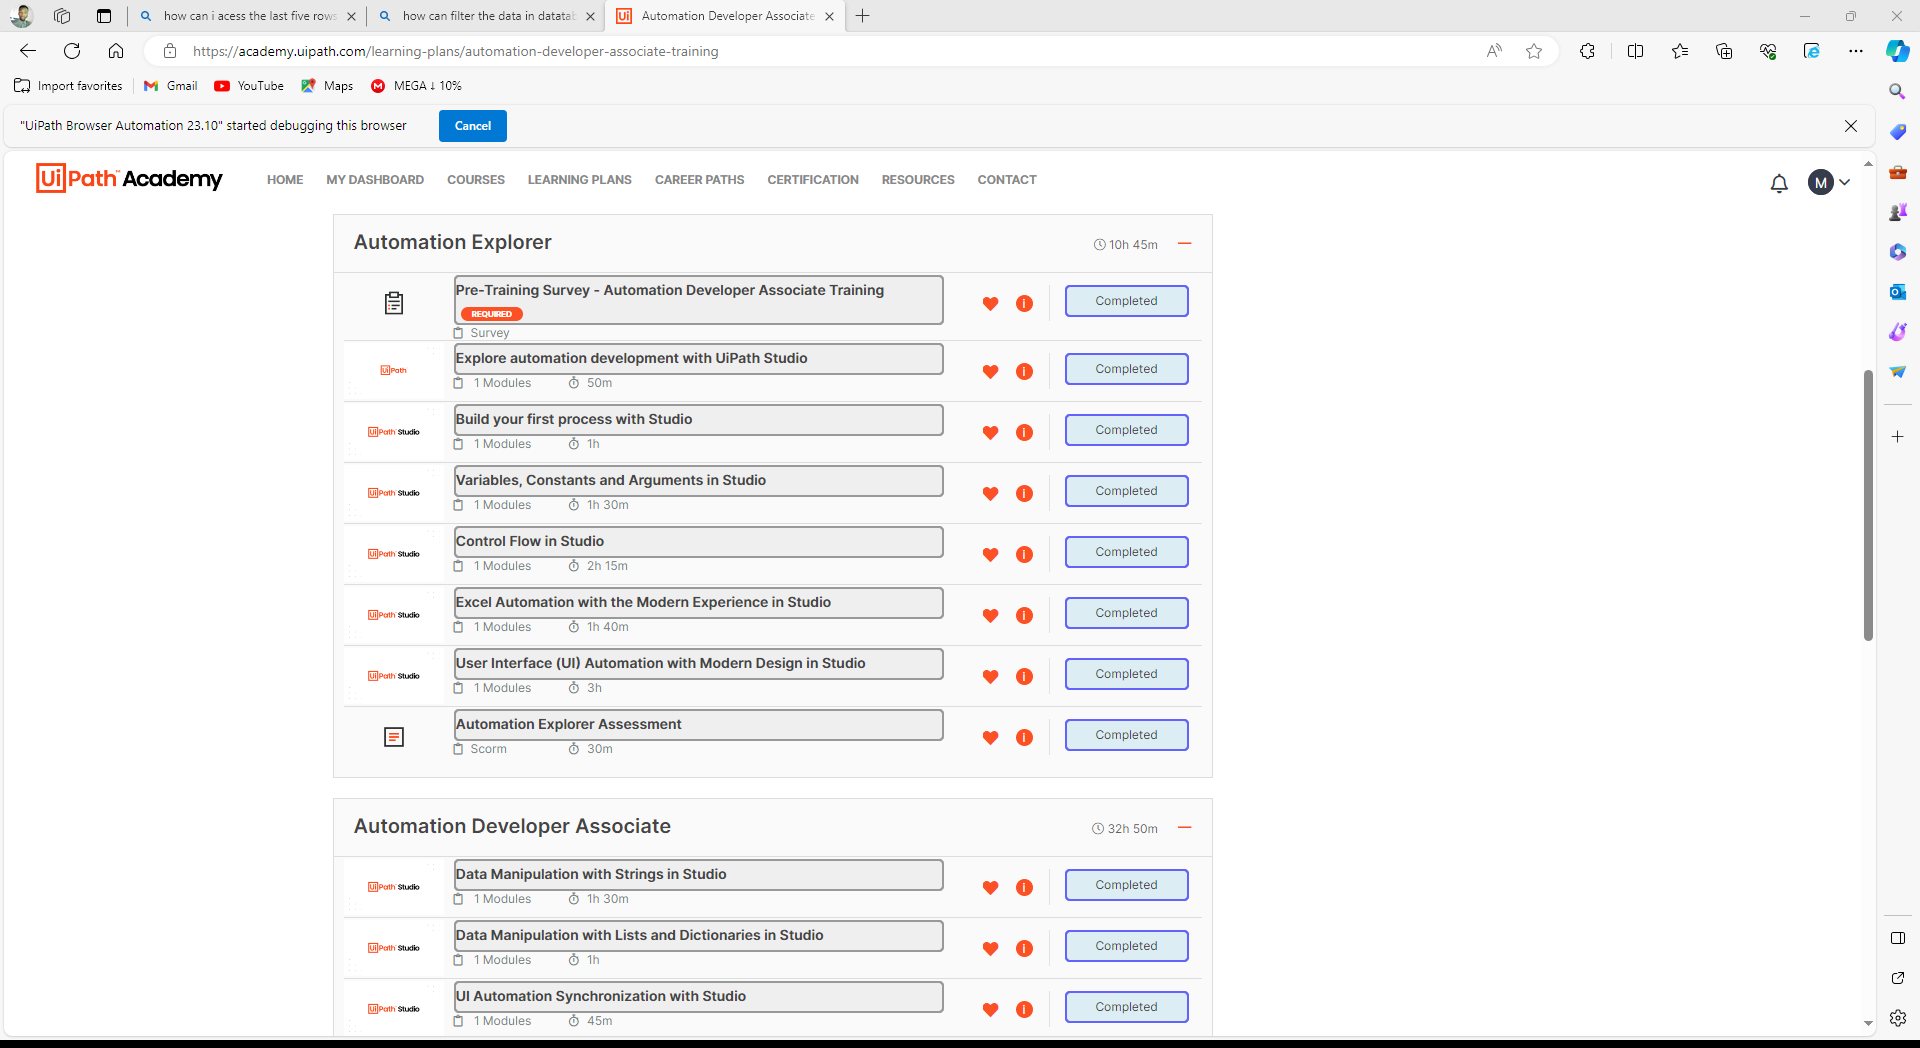 how can i acess the last five rows
how can filter the data in datatab
Automation Developer Associate
https://academy.uipath.com/learning-plans/automation-developer-associate-training
Import favorites
Gmail
YouTube
Maps
MEGA ↓ 10%
"UiPath Browser Automation 23.10" started debugging this browser
Cancel
UiPath Academy
HOME
MY DASHBOARD
COURSES
LEARNING PLANS
CAREER PATHS
CERTIFICATION
RESOURCES
CONTACT
M
Automation Explorer
10h 45m
Pre-Training Survey - Automation Developer Associate Training
REQUIRED
Survey
Completed
UiPath
Explore automation development with UiPath Studio
1 Modules
50m
Completed
UiPath Studio
Build your first process with Studio
1 Modules
1h
Completed
UiPath Studio
Variables, Constants and Arguments in Studio
1 Modules
1h 30m
Completed
UiPath Studio
Control Flow in Studio
1 Modules
2h 15m
Completed
UiPath Studio
Excel Automation with the Modern Experience in Studio
1 Modules
1h 40m
Completed
UiPath Studio
User Interface (UI) Automation with Modern Design in Studio
1 Modules
3h
Completed
Automation Explorer Assessment
Scorm
30m
Completed
Automation Developer Associate
32h 50m
UiPath Studio
Data Manipulation with Strings in Studio
1 Modules
1h 30m
Completed
UiPath Studio
Data Manipulation with Lists and Dictionaries in Studio
1 Modules
1h
Completed
UiPath Studio
UI Automation Synchronization with Studio
1 Modules
45m
Completed